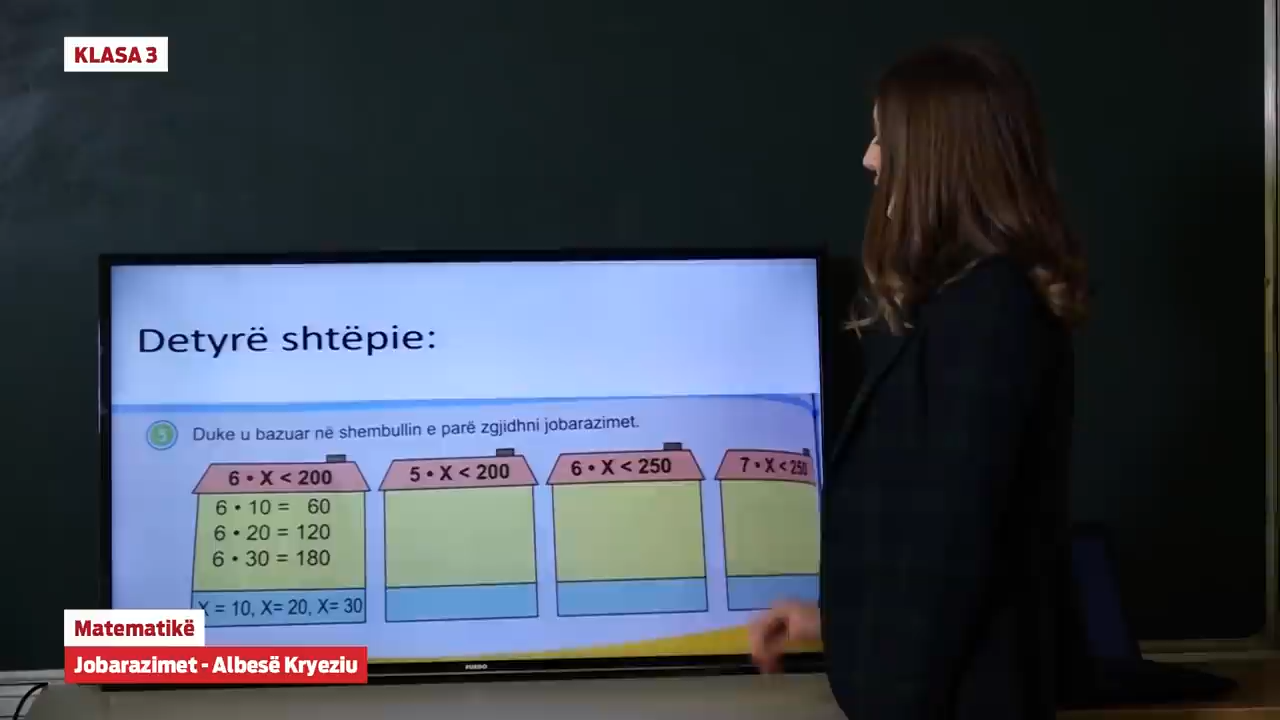 KLASA 3
Detyrë shtëpie:
5 Duke u bazuar në shembullin e parë zgjidhni jobarazimet.
6 • X < 200
6 • 10 = 60
6 • 20 = 120
6 • 30 = 180
X = 10, X= 20, X= 30
5 • X < 200
6 • X < 250
7 • X < 250
Matematikë
Jobarazimet - Albesë Kryeziu